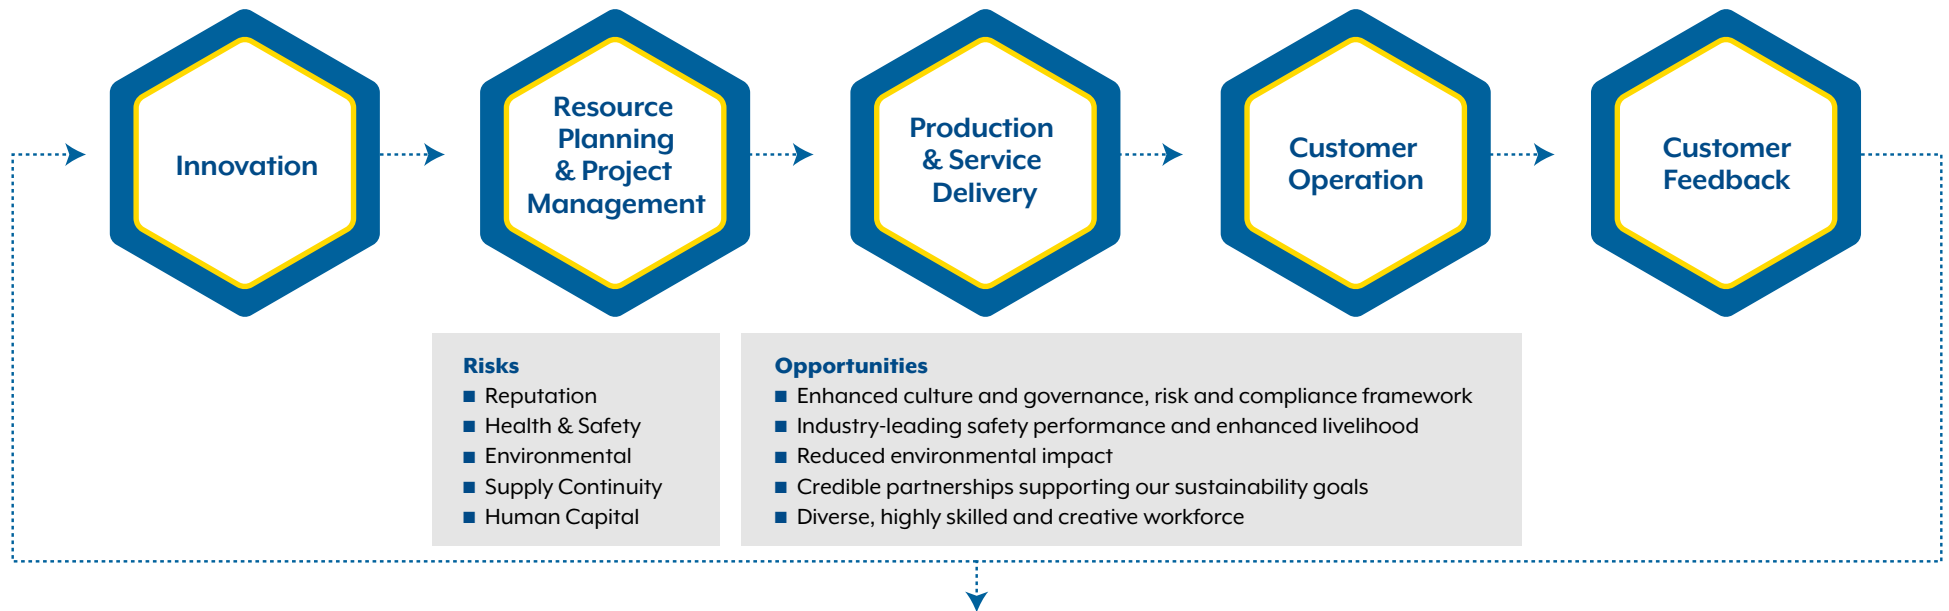 Innovation
Resource
Planning
& Project
Management
Production
& Service
Delivery
Customer
Operation
Customer
Feedback
Risks
■ Reputation
■ Health & Safety
■ Environmental
■ Supply Continuity
■ Human Capital
Opportunities
■ Enhanced culture and governance, risk and compliance framework
■ Industry-leading safety performance and enhanced livelihood
■ Reduced environmental impact
■ Credible partnerships supporting our sustainability goals
■ Diverse, highly skilled and creative workforce